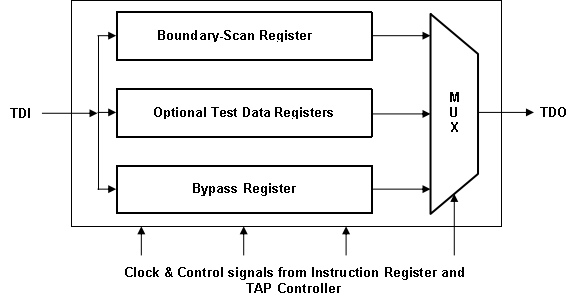 Boundary-Scan Register
TDI
Optional Test Data Registers
M
U
X
TDO
Bypass Register
Clock & Control signals from Instruction Register and
TAP Controller